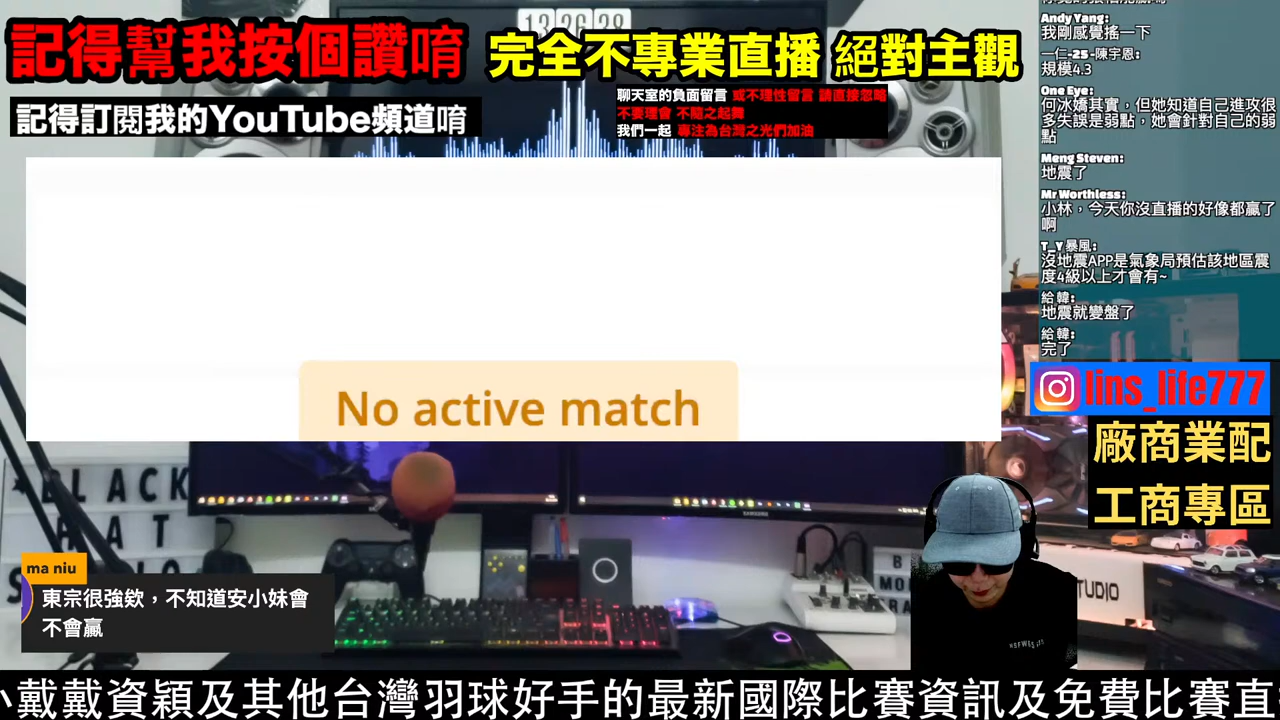 記得幫我按個讚唷
完全不專業直播 絕對主觀
記得訂閱我的YouTube頻道唷
聊天室的負面留言 或不理性留言 請直接忽略
不要理會 不隨之起舞
我們一起 專注為台灣之光們加油
Andy Yang:
我剛感覺搖一下
一仁-25-陳宇恩:
規模4.3
One Eye:
何冰嬌其實，但她知道自己進攻很
多失誤是弱點，她會針對自己的弱
點
Meng Steven:
地震了
Mr Worthless:
小林，今天你沒直播的好像都贏了
啊
T_Y暴風:
沒地震APP是氣象局預估該地區震
度4級以上才會有~
給 韓:
地震就變盤了
給 韓:
完了
No active match
lins_life777
廠商業配
工商專區
BLACK
HAT
ma niu
東宗很強欸，不知道安小妹會
不會贏
SAMSUNG
TUDIO
小戴戴資穎及其他台灣羽球好手的最新國際比賽資訊及免費比賽直